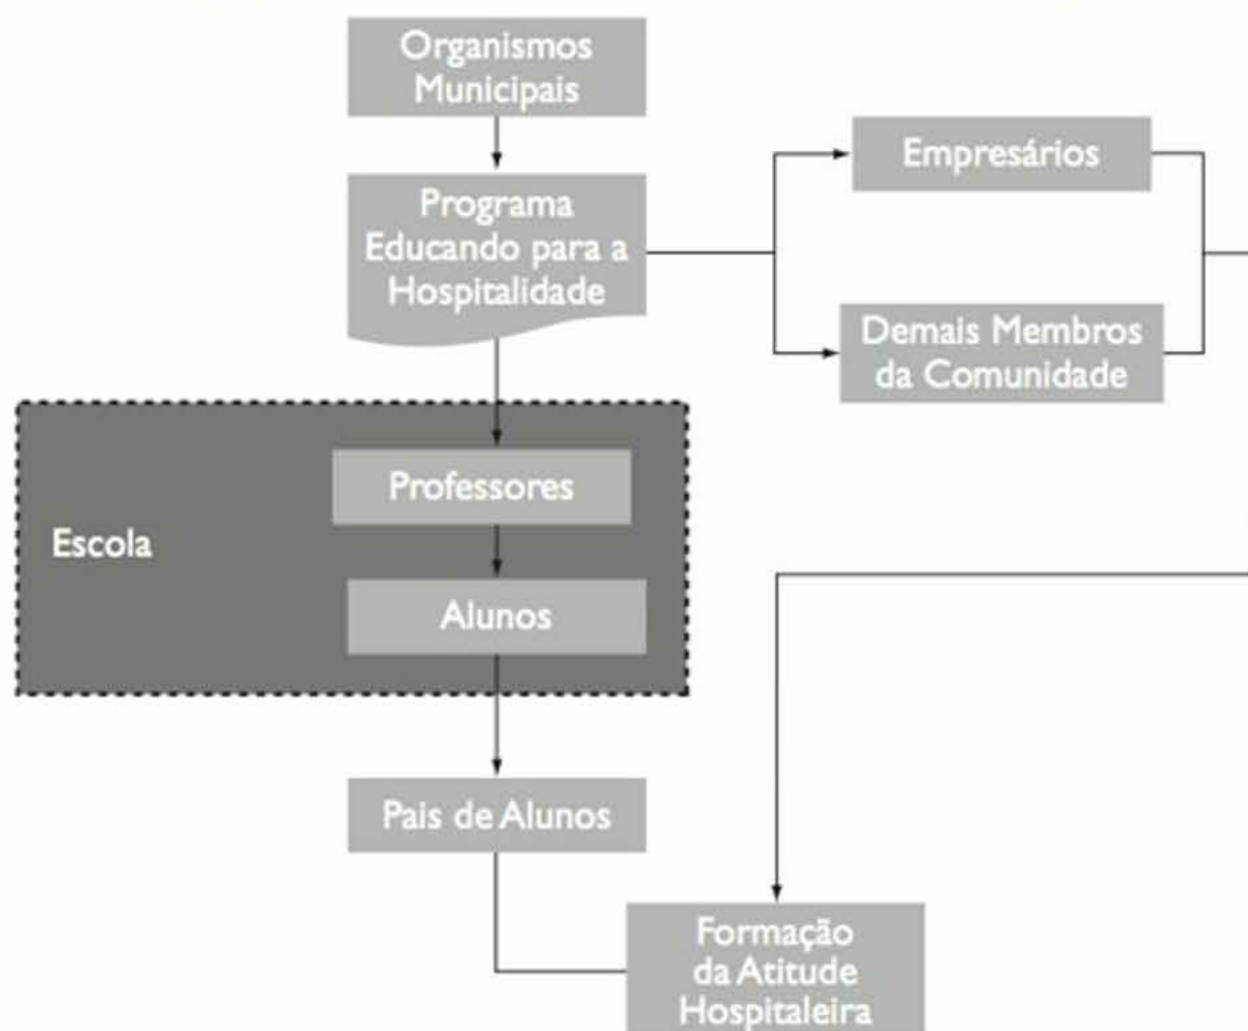 Organismos
Municipais
Programa
Educando para a
Hospitalidade
Empresários
Demais Membros
da Comunidade
Escola
Professores
Alunos
Pais de Alunos
Formação
da Atitude
Hospitaleira